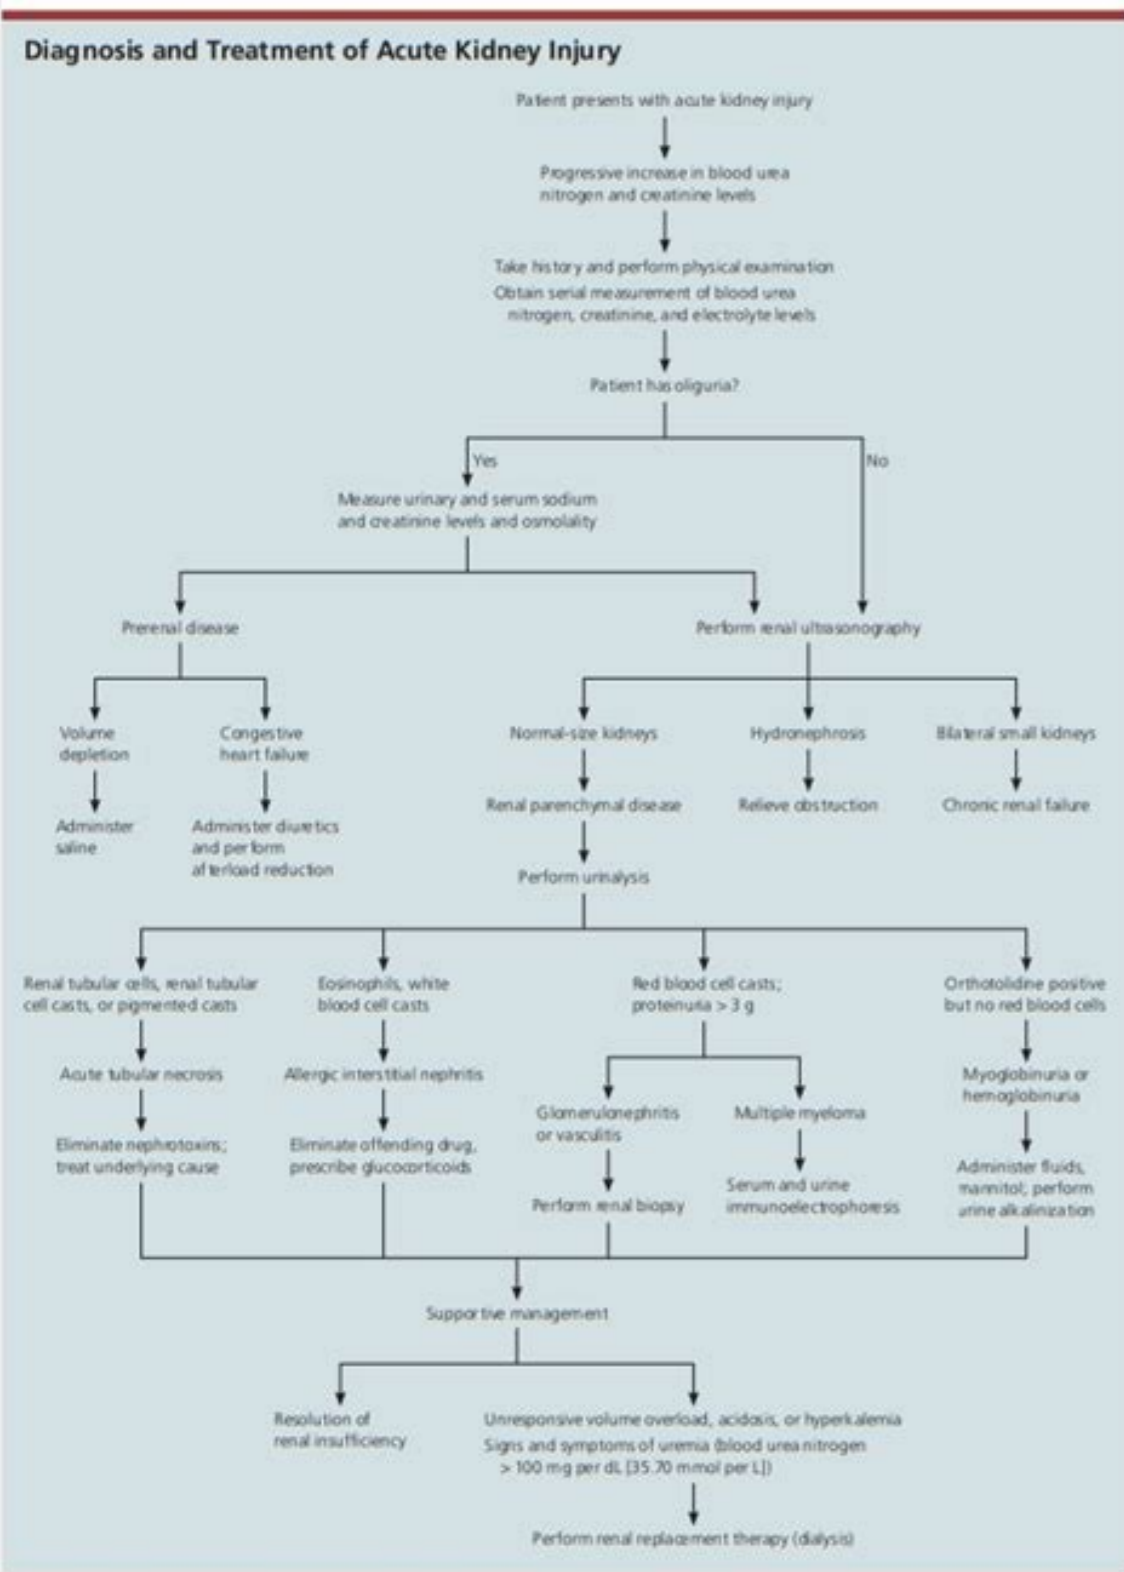 Diagnosis and Treatment of Acute Kidney Injury
Patient presents with acute kidney injury
Progressive increase in blood urea
nitrogen and creatinine levels
Take history and perform physical examination
Obtain serial measurement of blood urea
nitrogen, creatinine, and electrolyte levels
Patient has oliguria?
Yes
No
Measure urinary and serum sodium
and creatinine levels and osmolality
Prerenal disease
Perform renal ultrasonography
Volume
depletion
Congestive
heart failure
Normal-size kidneys
Hydronephrosis
Bilateral small kidneys
Administer
saline
Administer diuretics
and perform
afterload reduction
Renal parenchymal disease
Relieve obstruction
Chronic renal failure
Perform urinalysis
Renal tubular cells, renal tubular
cell casts, or pigmented casts
Eosinophils, white
blood cell casts
Red blood cell casts;
proteinuria > 3 g
Orthotolidine positive
but no red blood cells
Acute tubular necrosis
Allergic interstitial nephritis
Glomerulonephritis
or vasculitis
Multiple myeloma
Myoglobinuria or
hemoglobinuria
Eliminate nephrotoxins;
treat underlying cause
Eliminate offending drug,
prescribe glucocorticoids
Perform renal biopsy
Serum and urine
immunoelectrophoresis
Administer fluids,
mannitol; perform
urine alkalinization
Supportive management
Resolution of
renal insufficiency
Unresponsive volume overload, acidosis, or hyperkalemia
Signs and symptoms of uremia (blood urea nitrogen
> 100 mg per dL [35.70 mmol per L])
Perform renal replacement therapy (dialysis)